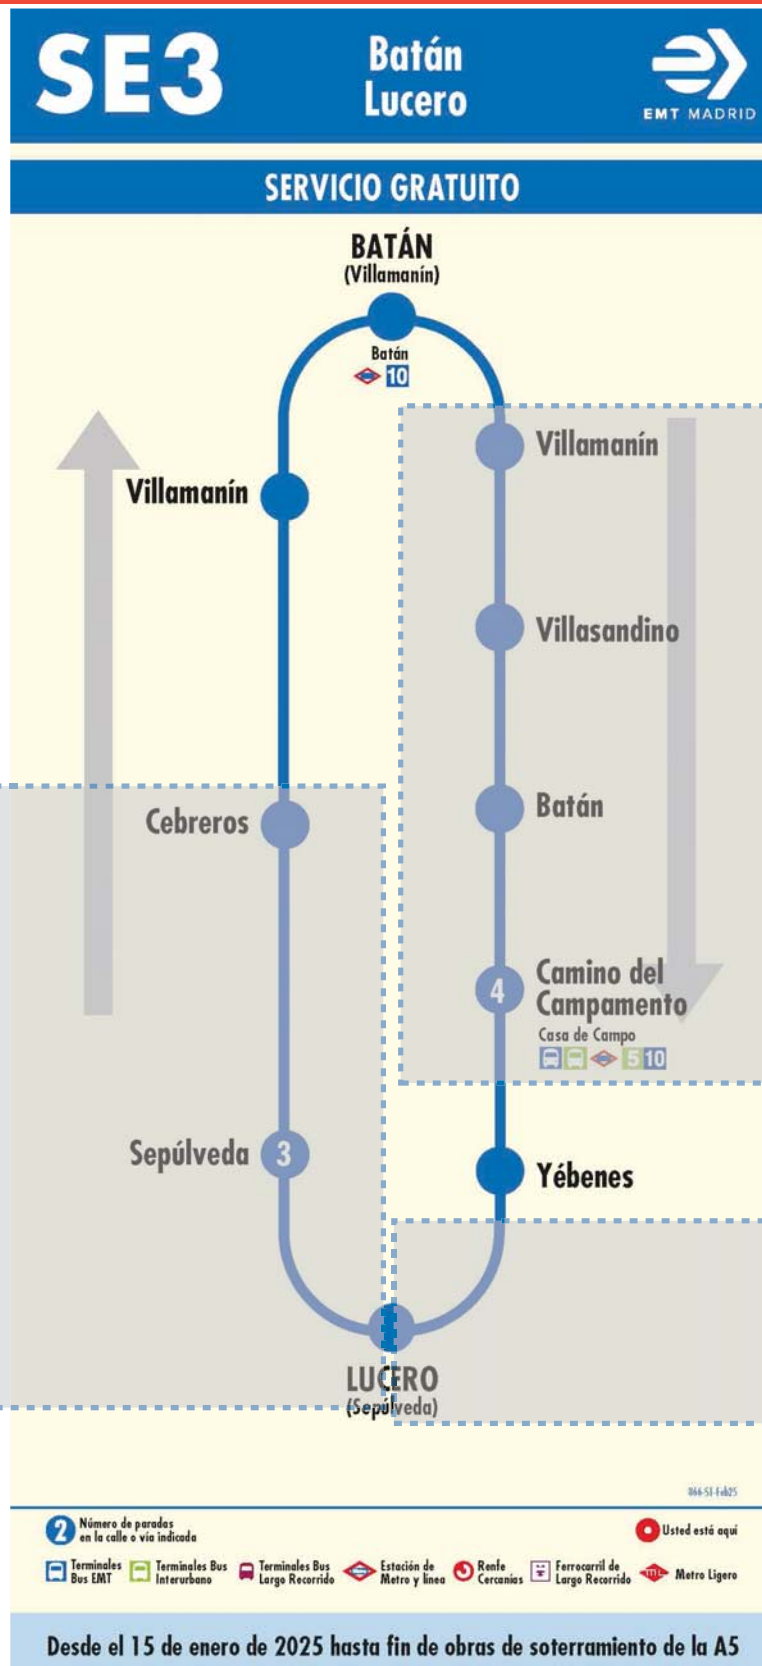 SE3
Batán
Lucero
EMT MADRID
SERVICIO GRATUITO
BATÁN
(Villamanín)
Batán
10
Villamanín
Villamanín
Villasandino
Cebreros
Batán
4
Camino del
Campamento
Casa de Campo
5 10
Sepúlveda 3
Yébenes
LUCERO
(Sepúlveda)
866-S1-Feb25
2 Número de paradas
en la calle o vía indicada
Usted está aquí
Terminales
Bus EMT
Terminales Bus
Interurbano
Terminales Bus
Largo Recorrido
Estación de
Metro y línea
Renfe
Cercanías
Ferrocarril de
Largo Recorrido
ML Metro Ligero
Desde el 15 de enero de 2025 hasta fin de obras de soterramiento de la A5